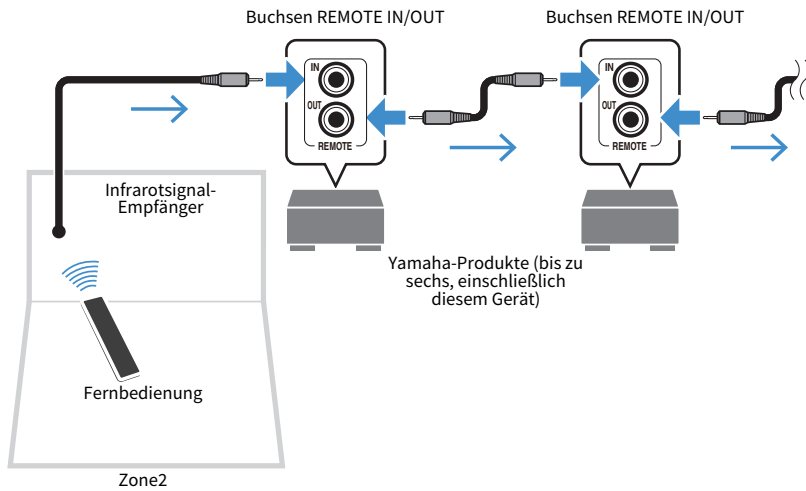 Buchsen REMOTE IN/OUT
Buchsen REMOTE IN/OUT
IN
OUT
REMOTE
IN
OUT
REMOTE
Infrarotsignal-
Empfänger
Yamaha-Produkte (bis zu
sechs, einschließlich
diesem Gerät)
Fernbedienung
Zone2